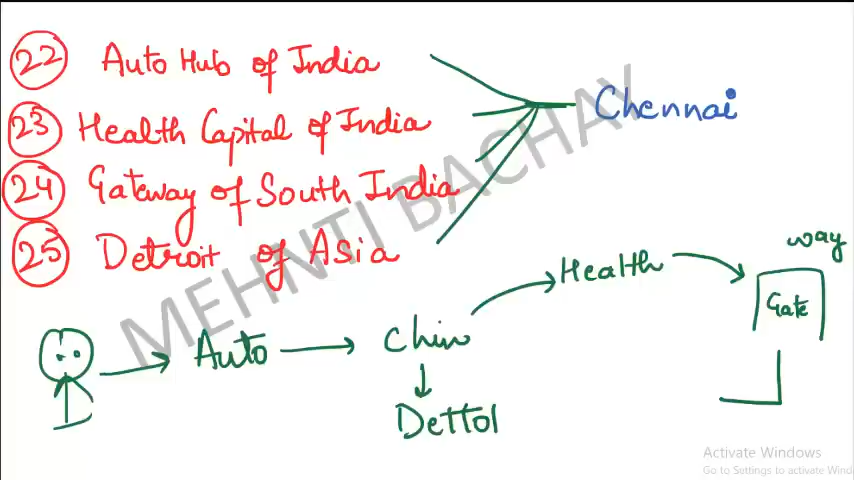 22 Auto Hub of India
23 Health Capital of India
Chennai
24 Gateway of South India
25 Detroit of Asia
way
Health
Gate
Auto
Chin
Dettol
MEHNTI BACHAY
Activate Windows
Go to Settings to activate Wind